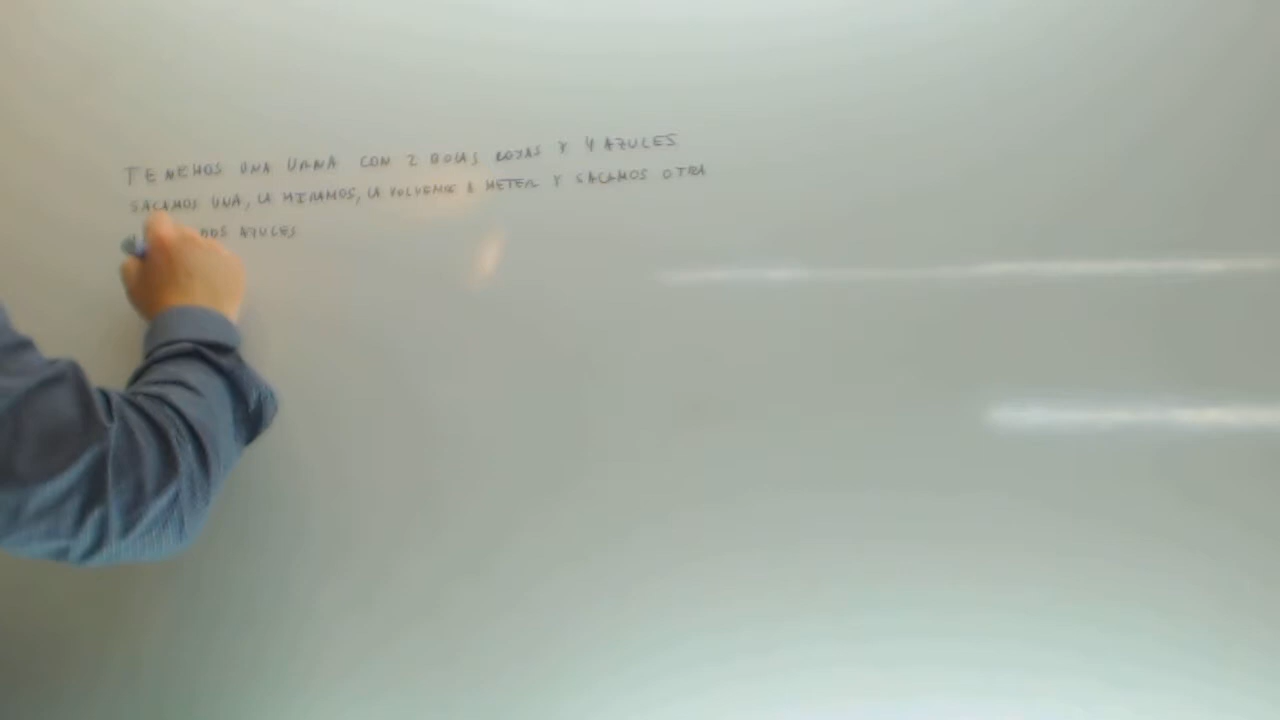 TENEMOS UNA URNA CON 2 BOLAS ROJAS Y 4 AZULES
SACAMOS UNA, LA MIRAMOS, LA VOLVEMOS A METER Y SACAMOS OTRA
DOS AZULES